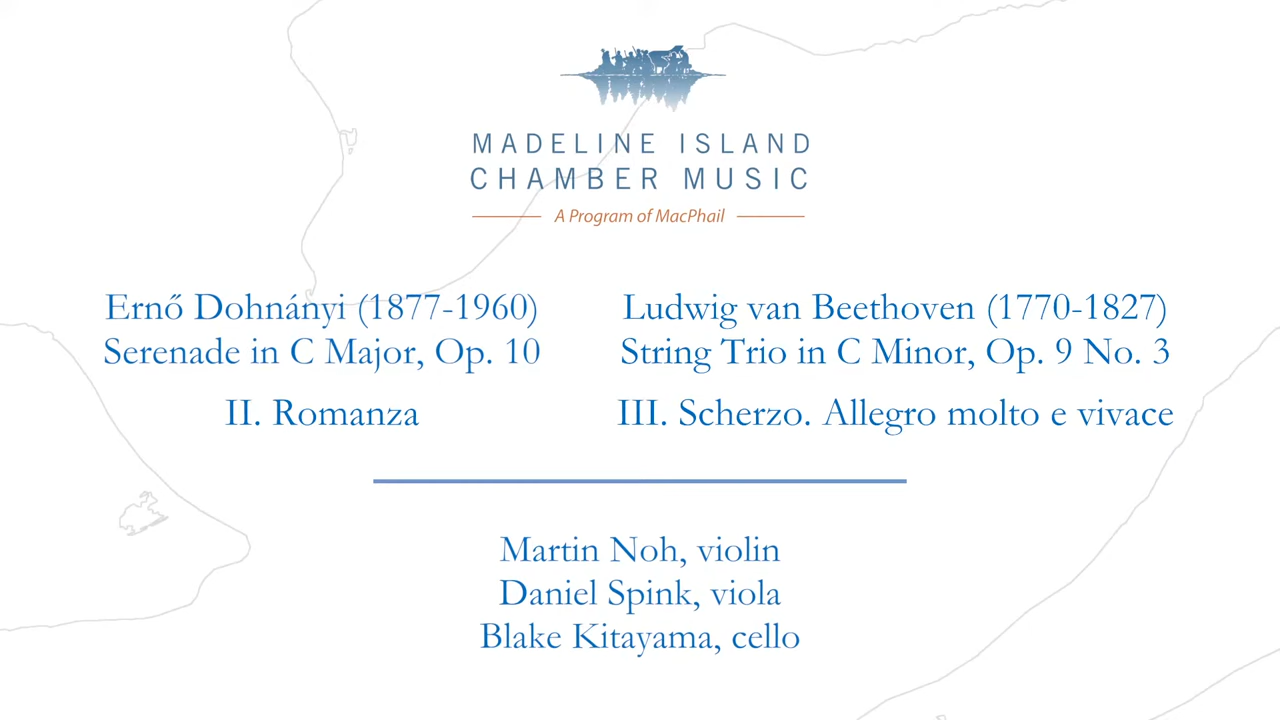 MADELINE ISLAND
CHAMBER MUSIC
A Program of MacPhail
Ernő Dohnányi (1877-1960)
Serenade in C Major, Op. 10
II. Romanza
Ludwig van Beethoven (1770-1827)
String Trio in C Minor, Op. 9 No. 3
III. Scherzo. Allegro molto e vivace
Martin Noh, violin
Daniel Spink, viola
Blake Kitayama, cello